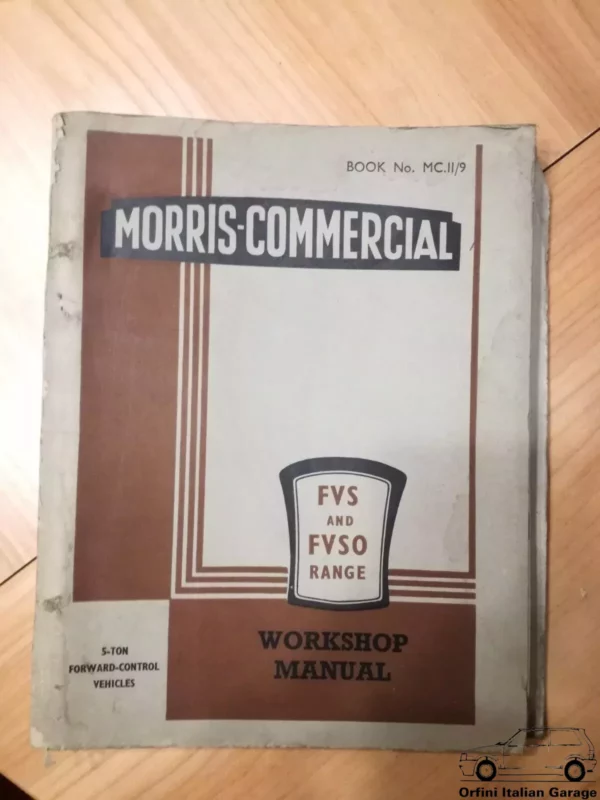 BOOK No. MC.11/9
MORRIS-COMMERCIAL
FVS
AND
FVSO
RANGE
WORKSHOP
MANUAL
5-TON
FORWARD-CONTROL
VEHICLES
Orfini Italian Garage